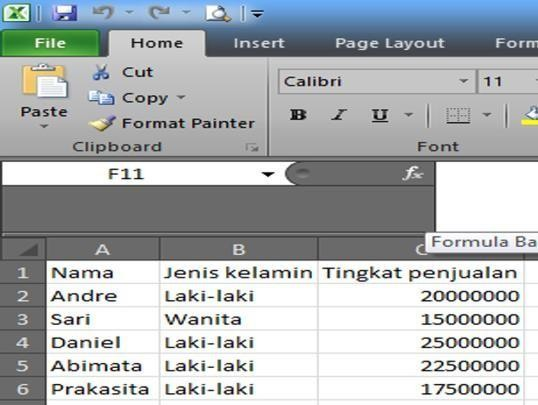 File Home Insert Page Layout Form
Cut
Copy
Paste
Format Painter
Clipboard
Calibri 11
B I U
Font
F11 fx
Formula Ba
A B C
1 Nama Jenis kelamin Tingkat penjualan
2 Andre Laki-laki 20000000
3 Sari Wanita 15000000
4 Daniel Laki-laki 25000000
5 Abimata Laki-laki 22500000
6 Prakasita Laki-laki 17500000